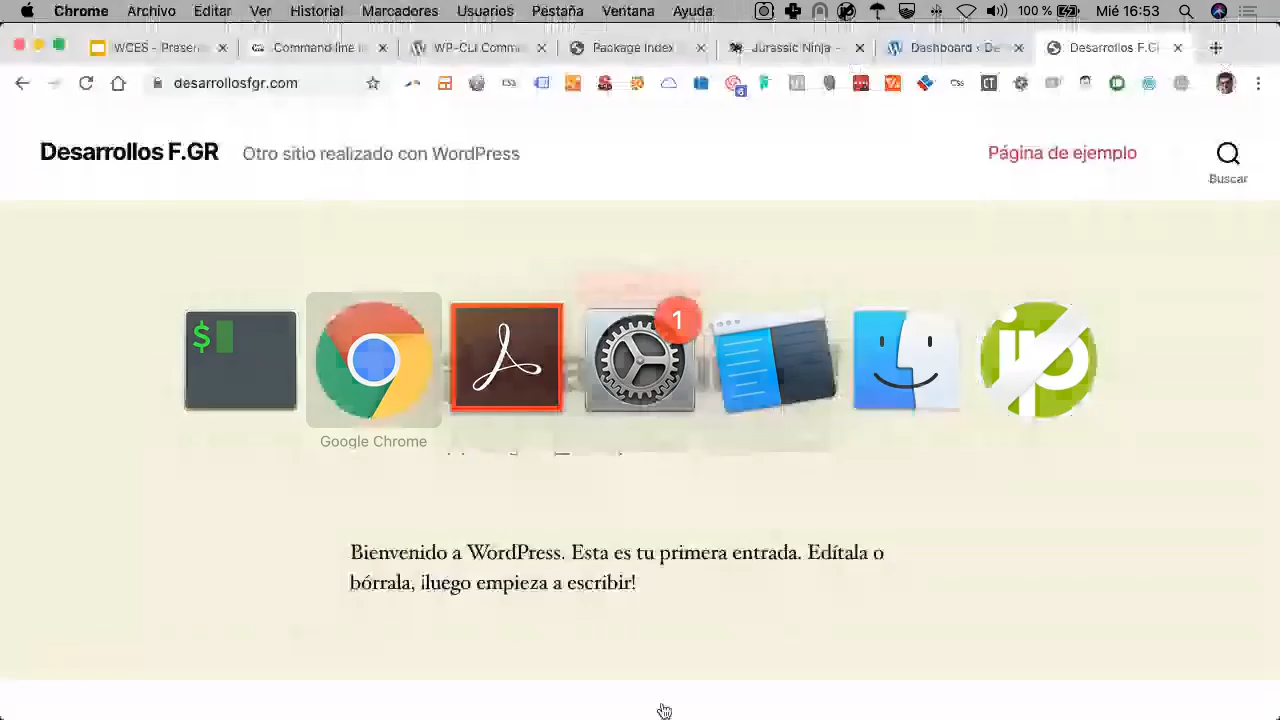 Chrome Archivo Editar Ver Historial Marcadores Usuarios Pestaña Ventana Ayuda 100 % Mié 16:53
WCES - Presen Command line i WP-CLI Comm Package Index Jurassic Ninja - Dashboard ‹ De Desarrollos F.G
desarrollosfgr.com
Desarrollos F.GR Otro sitio realizado con WordPress Página de ejemplo
Buscar
$
1
Google Chrome
Bienvenido a WordPress. Esta es tu primera entrada. Edítala o
bórrala, ¡luego empieza a escribir!